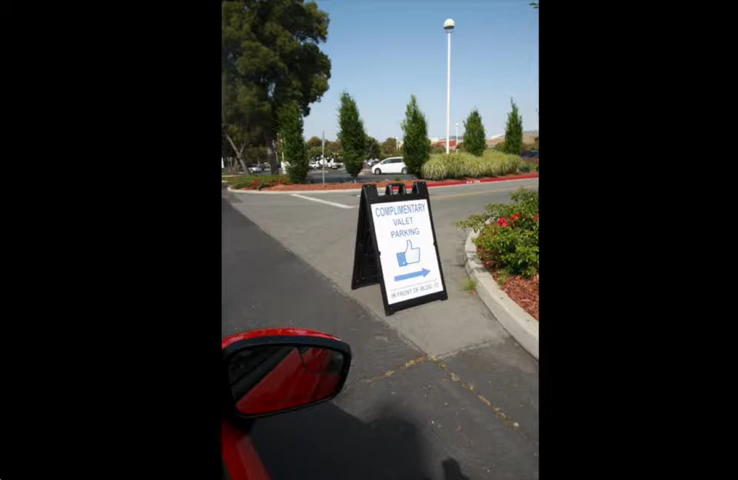 COMPLIMENTARY
VALET
PARKING
IN FRONT OF BLDG